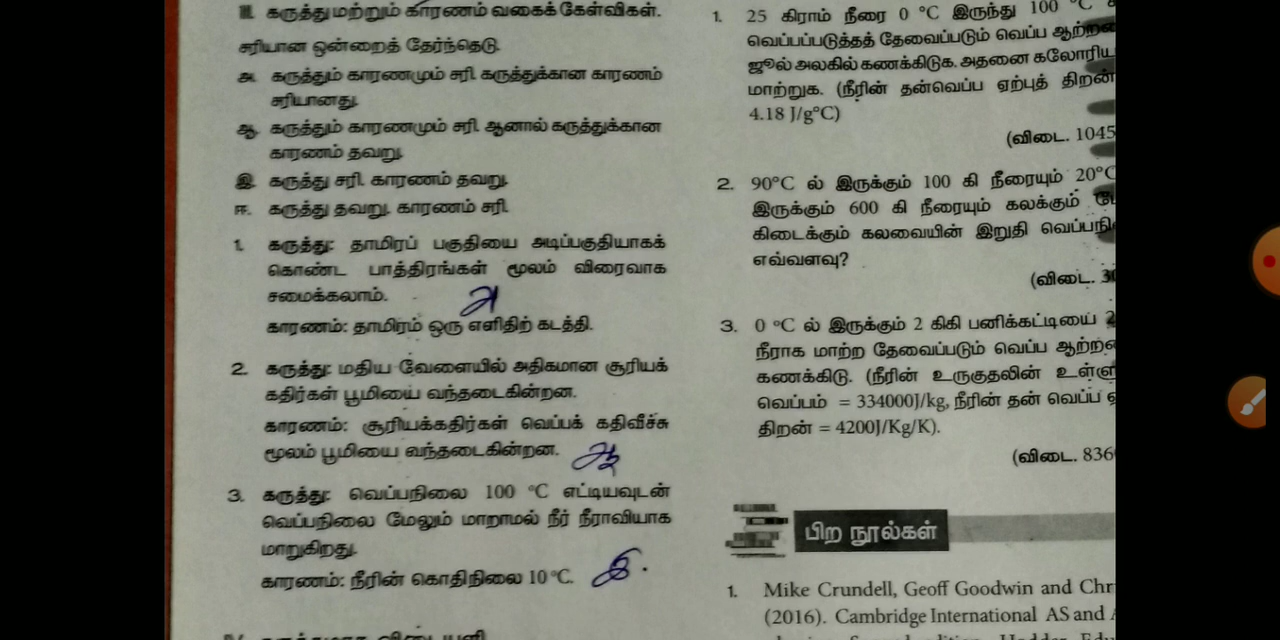 III. கருத்து மற்றும் காரணம் வகைக் கேள்விகள்.
சரியான ஒன்றைத் தேர்ந்தெடு.
அ. கருத்தும் காரணமும் சரி. கருத்துக்கான காரணம்
சரியானது.
ஆ. கருத்தும் காரணமும் சரி. ஆனால் கருத்துக்கான
காரணம் தவறு.
இ. கருத்து சரி. காரணம் தவறு.
ஈ. கருத்து தவறு. காரணம் சரி.
1. கருத்து: தாமிரப் பகுதியை அடிப்பகுதியாகக்
கொண்ட பாத்திரங்கள் மூலம் விரைவாக
சமைக்கலாம்.
அ
காரணம்: தாமிரம் ஒரு எளிதிற் கடத்தி.
2. கருத்து: மதிய வேளையில் அதிகமான சூரியக்
கதிர்கள் பூமியை வந்தடைகின்றன.
காரணம்: சூரியக்கதிர்கள் வெப்பக் கதிவீச்சு
மூலம் பூமியை வந்தடைகின்றன. ஆ
3. கருத்து: வெப்பநிலை 100 °C எட்டியவுடன்
வெப்பநிலை மேலும் மாறாமல் நீர் நீராவியாக
மாறுகிறது.
காரணம்: நீரின் கொதிநிலை 10 °C. இ.
1. 25 கிராம் நீரை 0 °C இருந்து 100 °C
வெப்பப்படுத்தத் தேவைப்படும் வெப்ப
ஜூல் அலகில் கணக்கிடுக. அதனை
மாற்றுக. (நீரின் தன்வெப்ப ஏற்புத் திறன்
4.18 J/g°C)
(விடை. 1045
2. 90°C ல் இருக்கும் 100 கி நீரையும் 20°C
இருக்கும் 600 கி நீரையும் கலக்கும்
கிடைக்கும் கலவையின் இறுதி
எவ்வளவு?
(விடை. 30
3. 0 °C ல் இருக்கும் 2 கிகி பனிக்கட்டியை 2
நீராக மாற்ற தேவைப்படும் வெப்ப
கணக்கிடு. (நீரின் உருகுதலின்
வெப்பம் = 334000J/kg, நீரின் தன் வெப்ப
திறன் = 4200J/Kg/K).
(விடை. 836
பிற நூல்கள்
1. Mike Crundell, Geoff Goodwin and
(2016). Cambridge International AS and